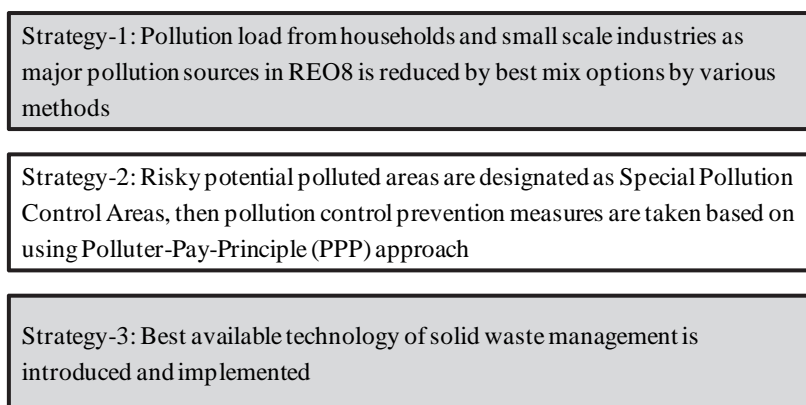 Strategy-1: Pollution load from households and small scale industries as
major pollution sources in REO8 is reduced by best mix options by various
methods
Strategy-2: Risky potential polluted areas are designated as Special Pollution
Control Areas, then pollution control prevention measures are taken based on
using Polluter-Pay-Principle (PPP) approach
Strategy-3: Best available technology of solid waste management is
introduced and implemented